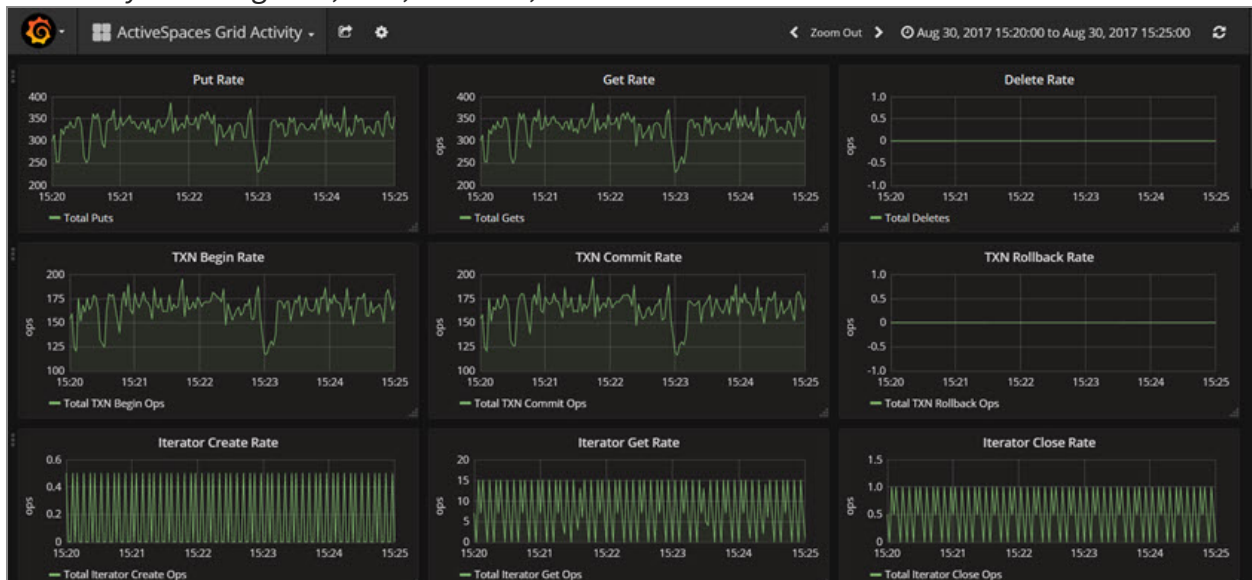 ActiveSpaces Grid Activity
Zoom Out Aug 30, 2017 15:20:00 to Aug 30, 2017 15:25:00
Put Rate
400
350
300
250
200
15:20 15:21 15:22 15:23 15:24 15:25
Total Puts
Get Rate
ops
400
350
300
250
200
15:20 15:21 15:22 15:23 15:24 15:25
Total Gets
Delete Rate
ops
1.0
0.5
0
-0.5
-1.0
15:20 15:21 15:22 15:23 15:24 15:25
Total Deletes
TXN Begin Rate
ops
200
175
150
125
100
15:20 15:21 15:22 15:23 15:24 15:25
Total TXN Begin Ops
TXN Commit Rate
ops
200
175
150
125
100
15:20 15:21 15:22 15:23 15:24 15:25
Total TXN Commit Ops
TXN Rollback Rate
ops
1.0
0.5
0
-0.5
-1.0
15:20 15:21 15:22 15:23 15:24 15:25
Total TXN Rollback Ops
Iterator Create Rate
ops
0.6
0.4
0.2
0
15:20 15:21 15:22 15:23 15:24 15:25
Total Iterator Create Ops
Iterator Get Rate
ops
20
15
10
5
0
15:20 15:21 15:22 15:23 15:24 15:25
Total Iterator Get Ops
Iterator Close Rate
ops
1.5
1.0
0.5
0
15:20 15:21 15:22 15:23 15:24 15:25
Total Iterator Close Ops